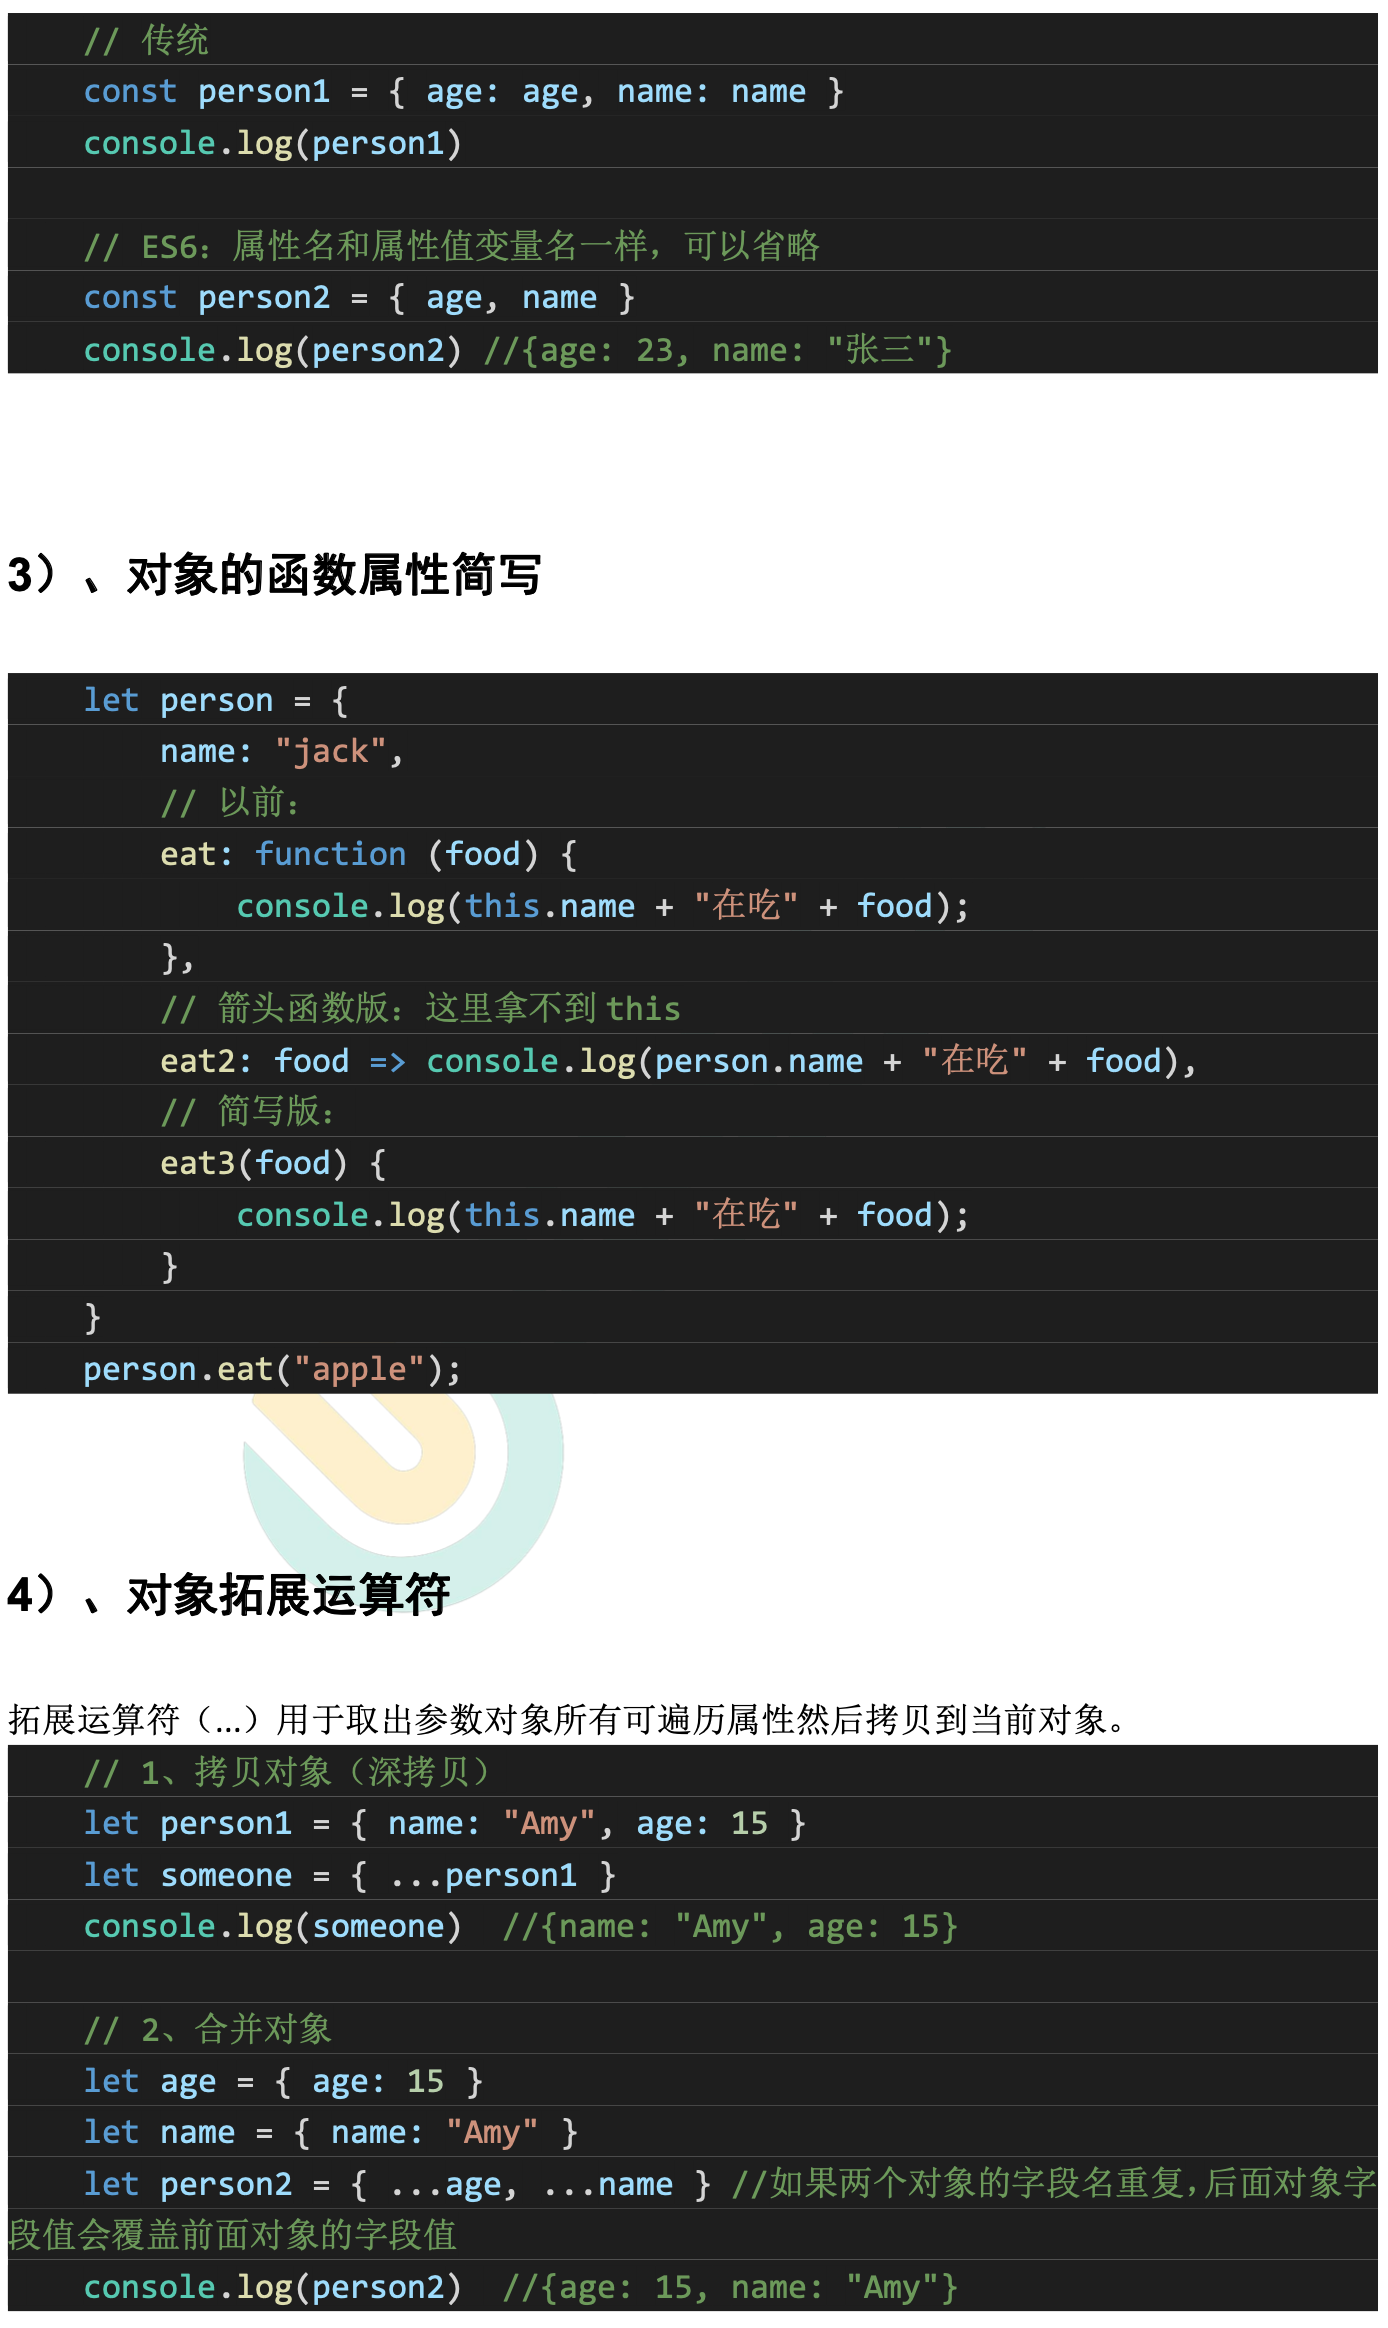 // 传统
const person1 = { age: age, name: name }
console.log(person1)
// ES6：属性名和属性值变量名一样，可以省略
const person2 = { age, name }
console.log(person2) //{age: 23, name: "张三"}
3）、对象的函数属性简写
let person = {
name: "jack",
// 以前：
eat: function (food) {
console.log(this.name + "在吃" + food);
},
// 箭头函数版：这里拿不到 this
eat2: food => console.log(person.name + "在吃" + food),
// 简写版：
eat3(food) {
console.log(this.name + "在吃" + food);
}
}
person.eat("apple");
4）、对象拓展运算符
拓展运算符（...）用于取出参数对象所有可遍历属性然后拷贝到当前对象。
// 1、拷贝对象（深拷贝）
let person1 = { name: "Amy", age: 15 }
let someone = { ...person1 }
console.log(someone)  //{name: "Amy", age: 15}
// 2、合并对象
let age = { age: 15 }
let name = { name: "Amy" }
let person2 = { ...age, ...name } //如果两个对象的字段名重复，后面对象字
段值会覆盖前面对象的字段值
console.log(person2)  //{age: 15, name: "Amy"}